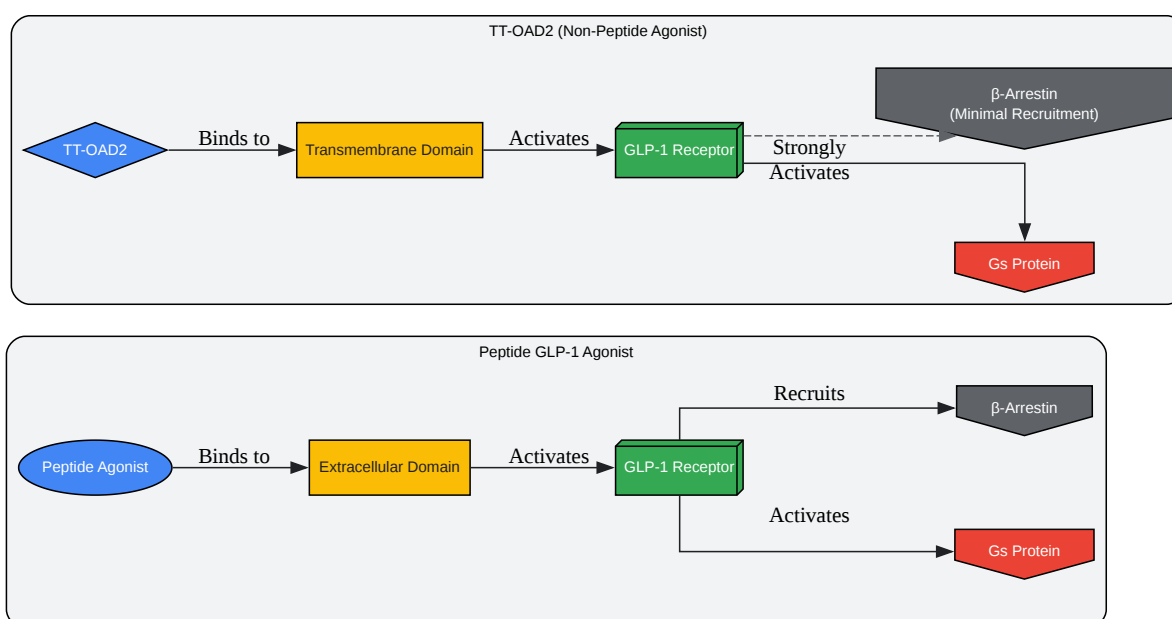 TT-OAD2 (Non-Peptide Agonist)
TT-OAD2
Binds to
Transmembrane Domain
Activates
GLP-1 Receptor
Strongly
Activates
β-Arrestin
(Minimal Recruitment)
Gs Protein
Peptide GLP-1 Agonist
Peptide Agonist
Binds to
Extracellular Domain
Activates
GLP-1 Receptor
Recruits
β-Arrestin
Activates
Gs Protein